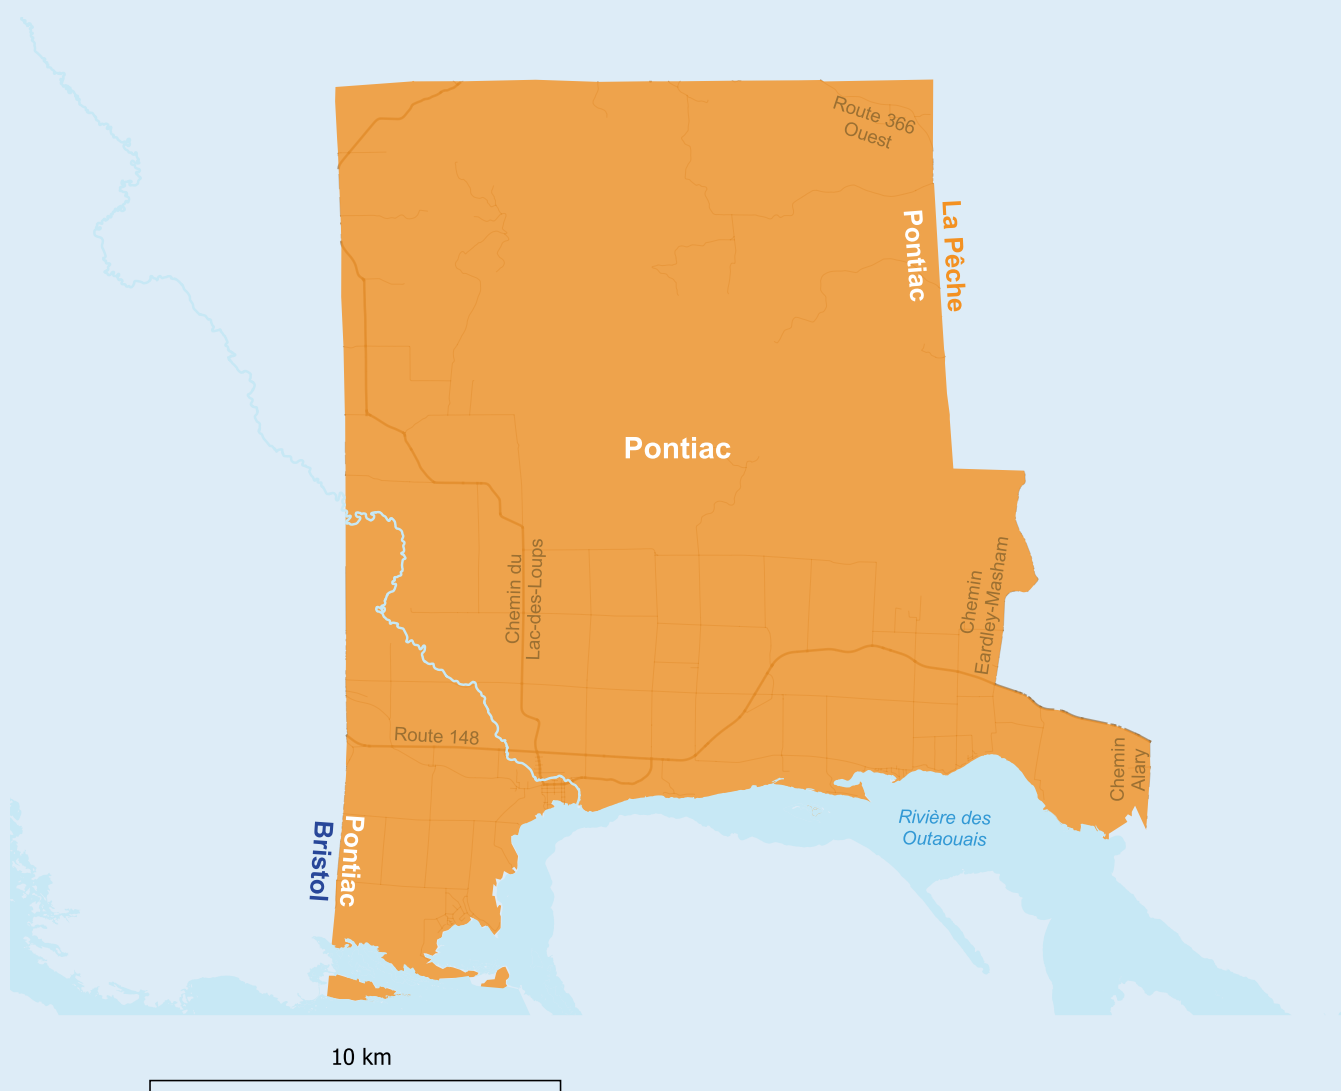 Route 366
Ouest
Pontiac
La Pêche
Pontiac
Chemin du
Lac-des-Loups
Chemin
Eardley-Masham
Route 148
Chemin
Alary
Rivière des
Outaouais
Bristol
Pontiac
10 km